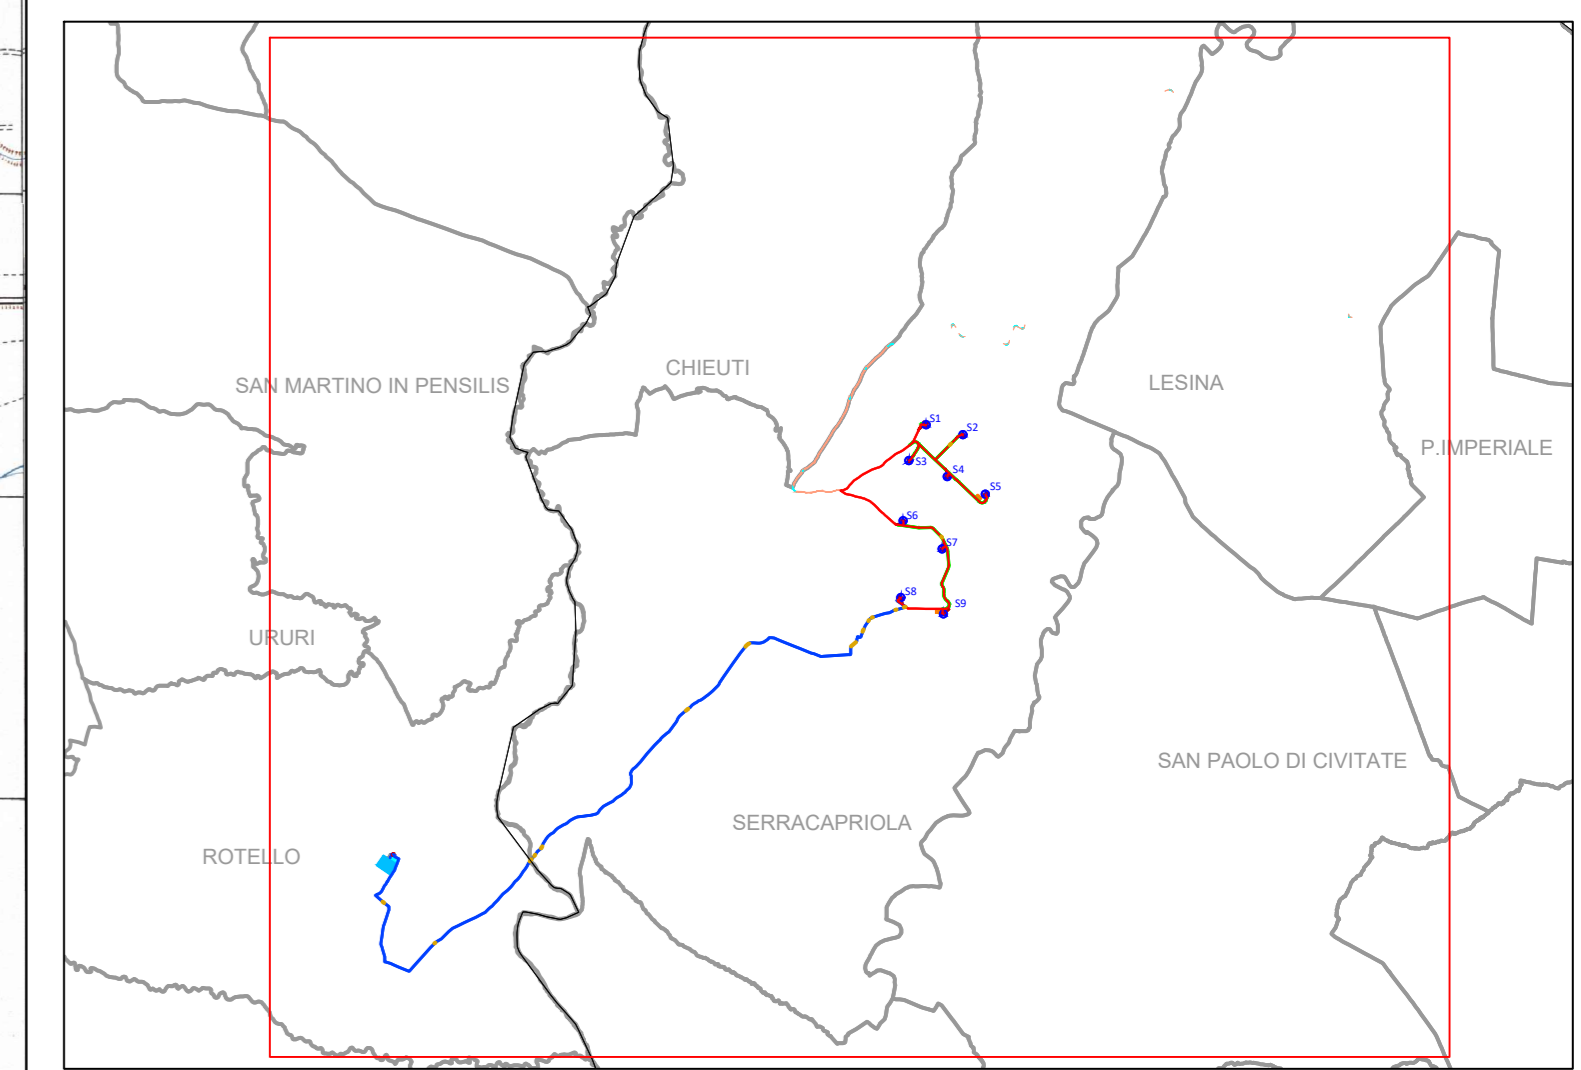 CHIEUTI
SAN MARTINO IN PENSILIS
LESINA
S1
S2
P.IMPERIALE
S3
S4
S5
S6
S7
S8
S9
URURI
SAN PAOLO DI CIVITATE
SERRACAPRIOLA
ROTELLO